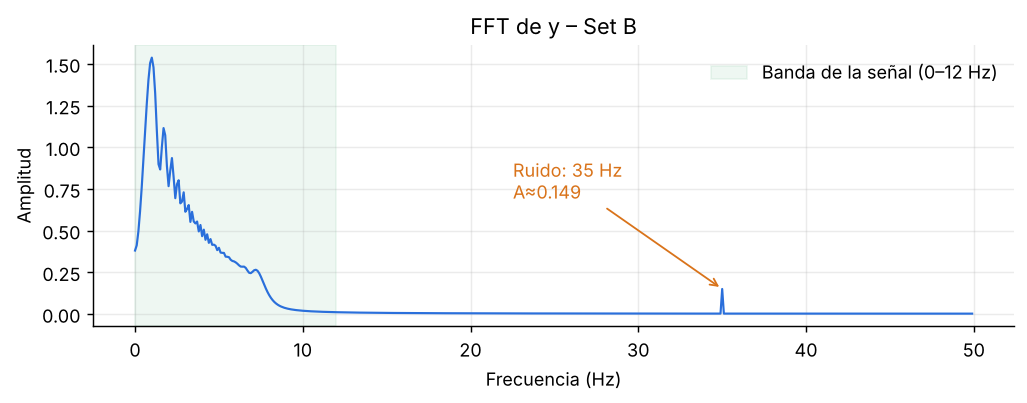 FFT de y – Set B
Banda de la señal (0–12 Hz)
Ruido: 35 Hz
A≈0.149
Amplitud
1.50
1.25
1.00
0.75
0.50
0.25
0.00
0 10 20 30 40 50
Frecuencia (Hz)